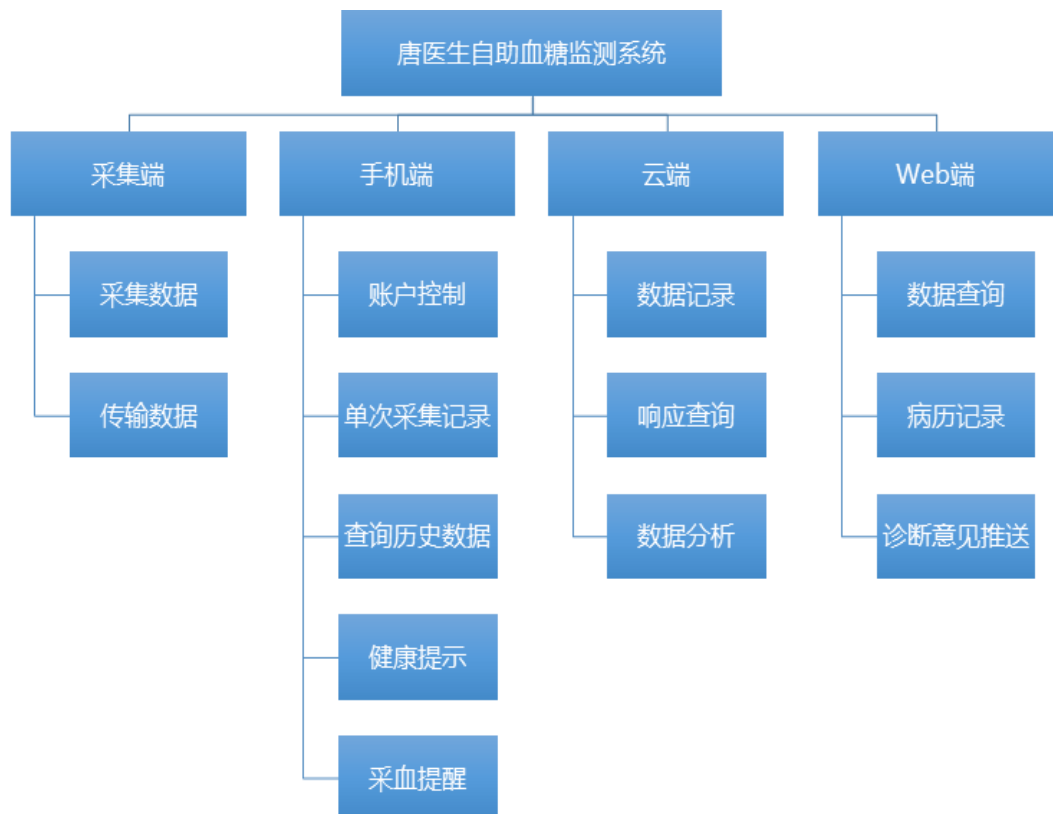 唐医生自助血糖监测系统
采集端
采集数据
传输数据
手机端
账户控制
单次采集记录
查询历史数据
健康提示
采血提醒
云端
数据记录
响应查询
数据分析
Web端
数据查询
病历记录
诊断意见推送